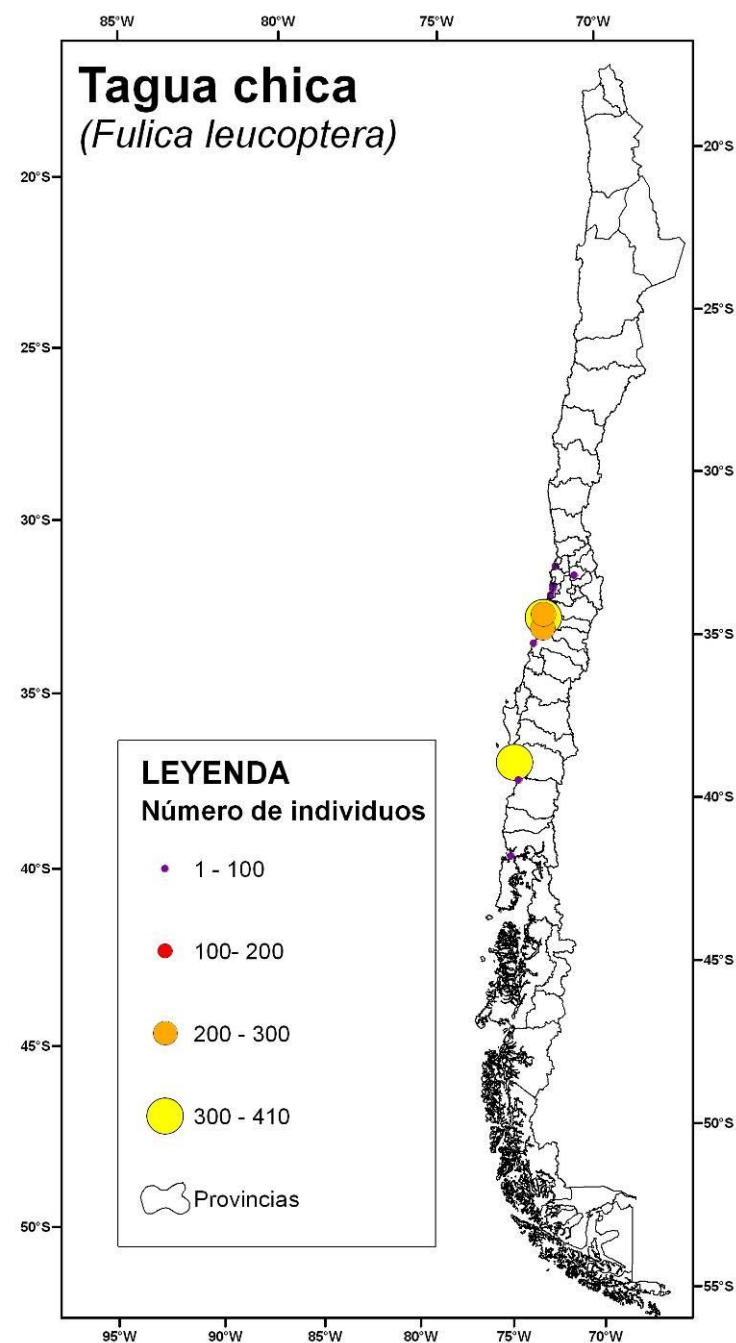 85°W 80°W 75°W 70°W
Tagua chica
(Fulica leucoptera)
20°S
20°S
25°S
25°S
30°S
30°S
35°S
35°S
LEYENDA
Número de individuos
1 - 100
100- 200
200 - 300
300 - 410
Provincias
40°S
40°S
45°S
45°S
50°S
50°S
55°S
95°W 90°W 85°W 80°W 75°W 70°W